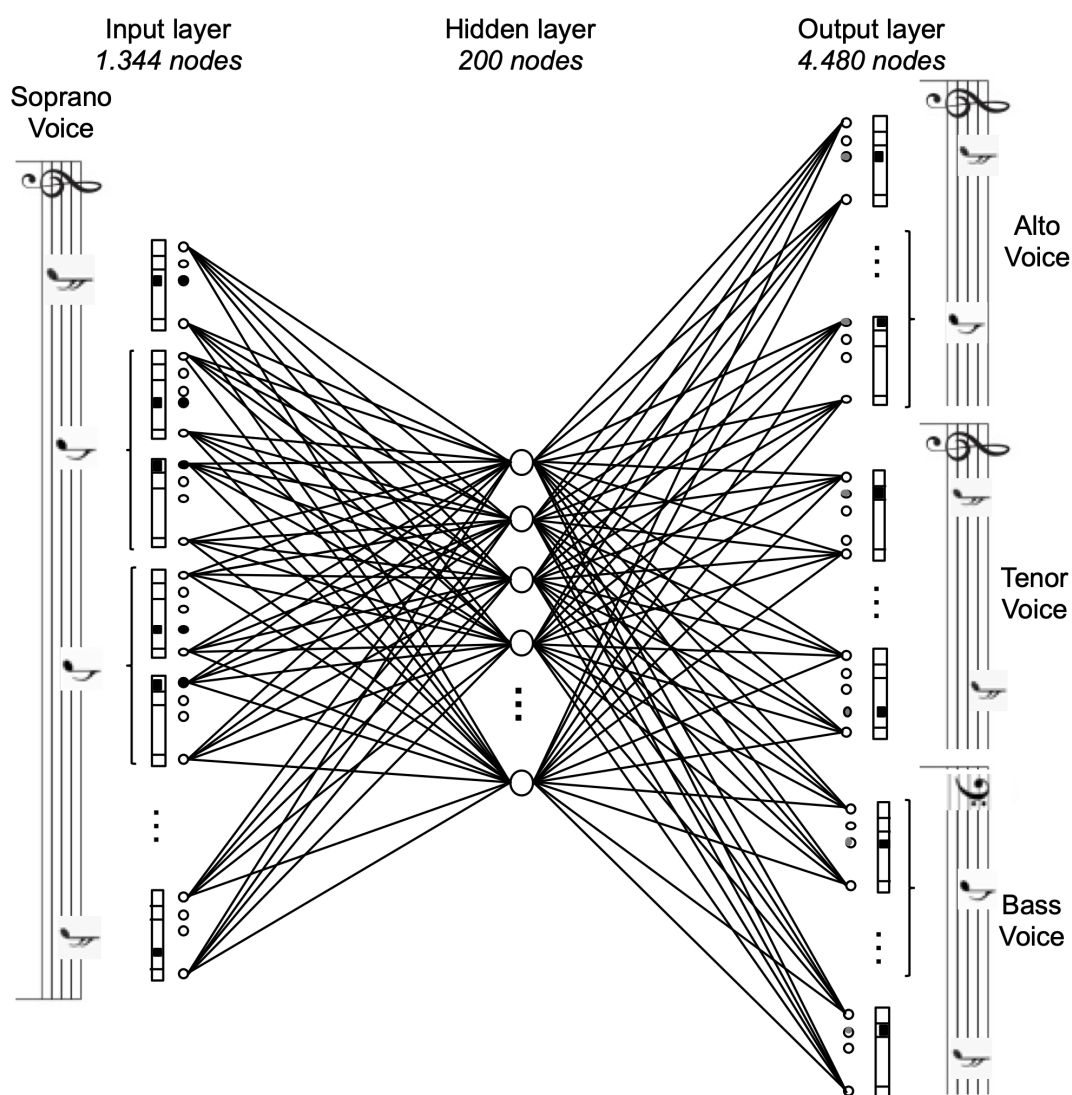 Input layer
1.344 nodes
Hidden layer
200 nodes
Output layer
4.480 nodes
Soprano
Voice
Alto
Voice
Tenor
Voice
Bass
Voice